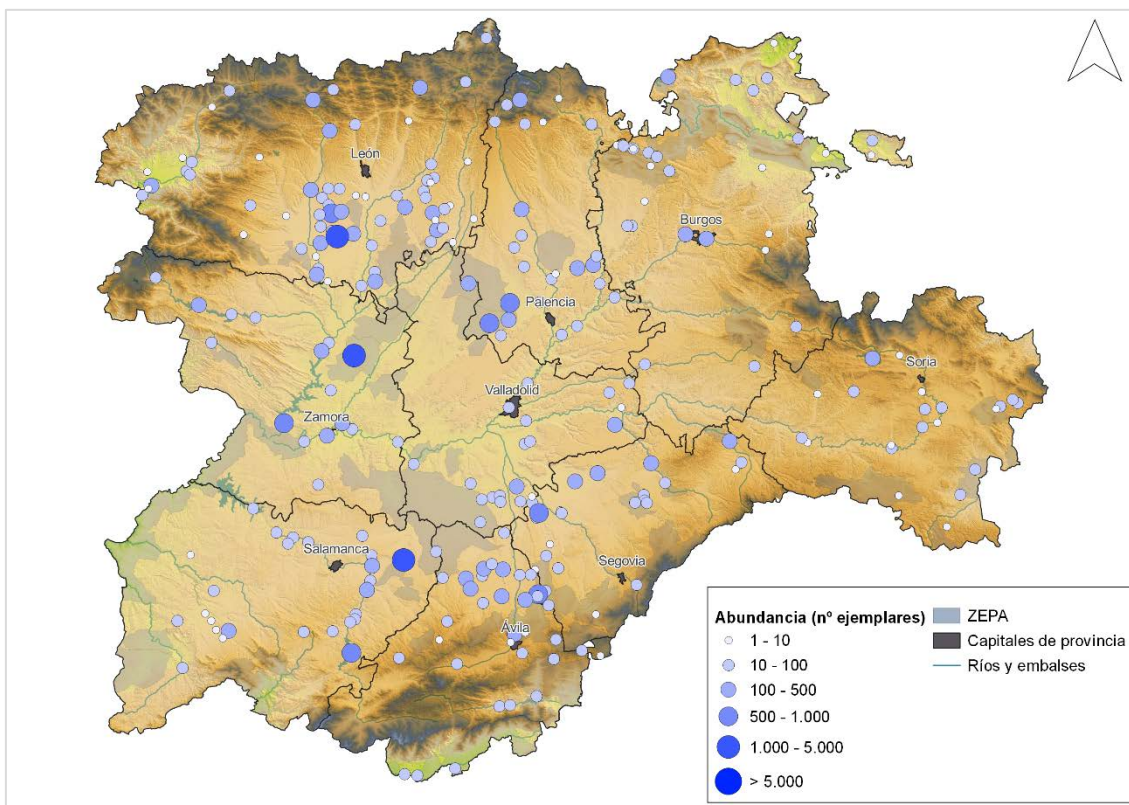 León
Burgos
Palencia
Soria
Valladolid
Zamora
Salamanca
Segovia
Ávila
Abundancia (nº ejemplares)
1 - 10
10 - 100
100 - 500
500 - 1.000
1.000 - 5.000
> 5.000
ZEPA
Capitales de provincia
Ríos y embalses